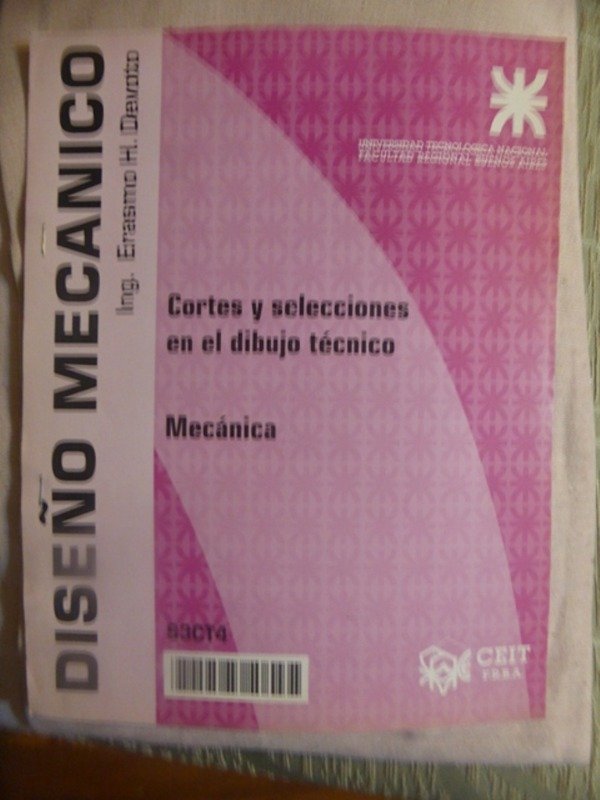 DISEÑO MECANICO
Ing. Erasmo H. Devoto
UNIVERSIDAD TECNOLOGICA NACIONAL
FACULTAD REGIONAL BUENOS AIRES
Cortes y selecciones
en el dibujo técnico
Mecánica
B3CT4
CEIT
FRBA